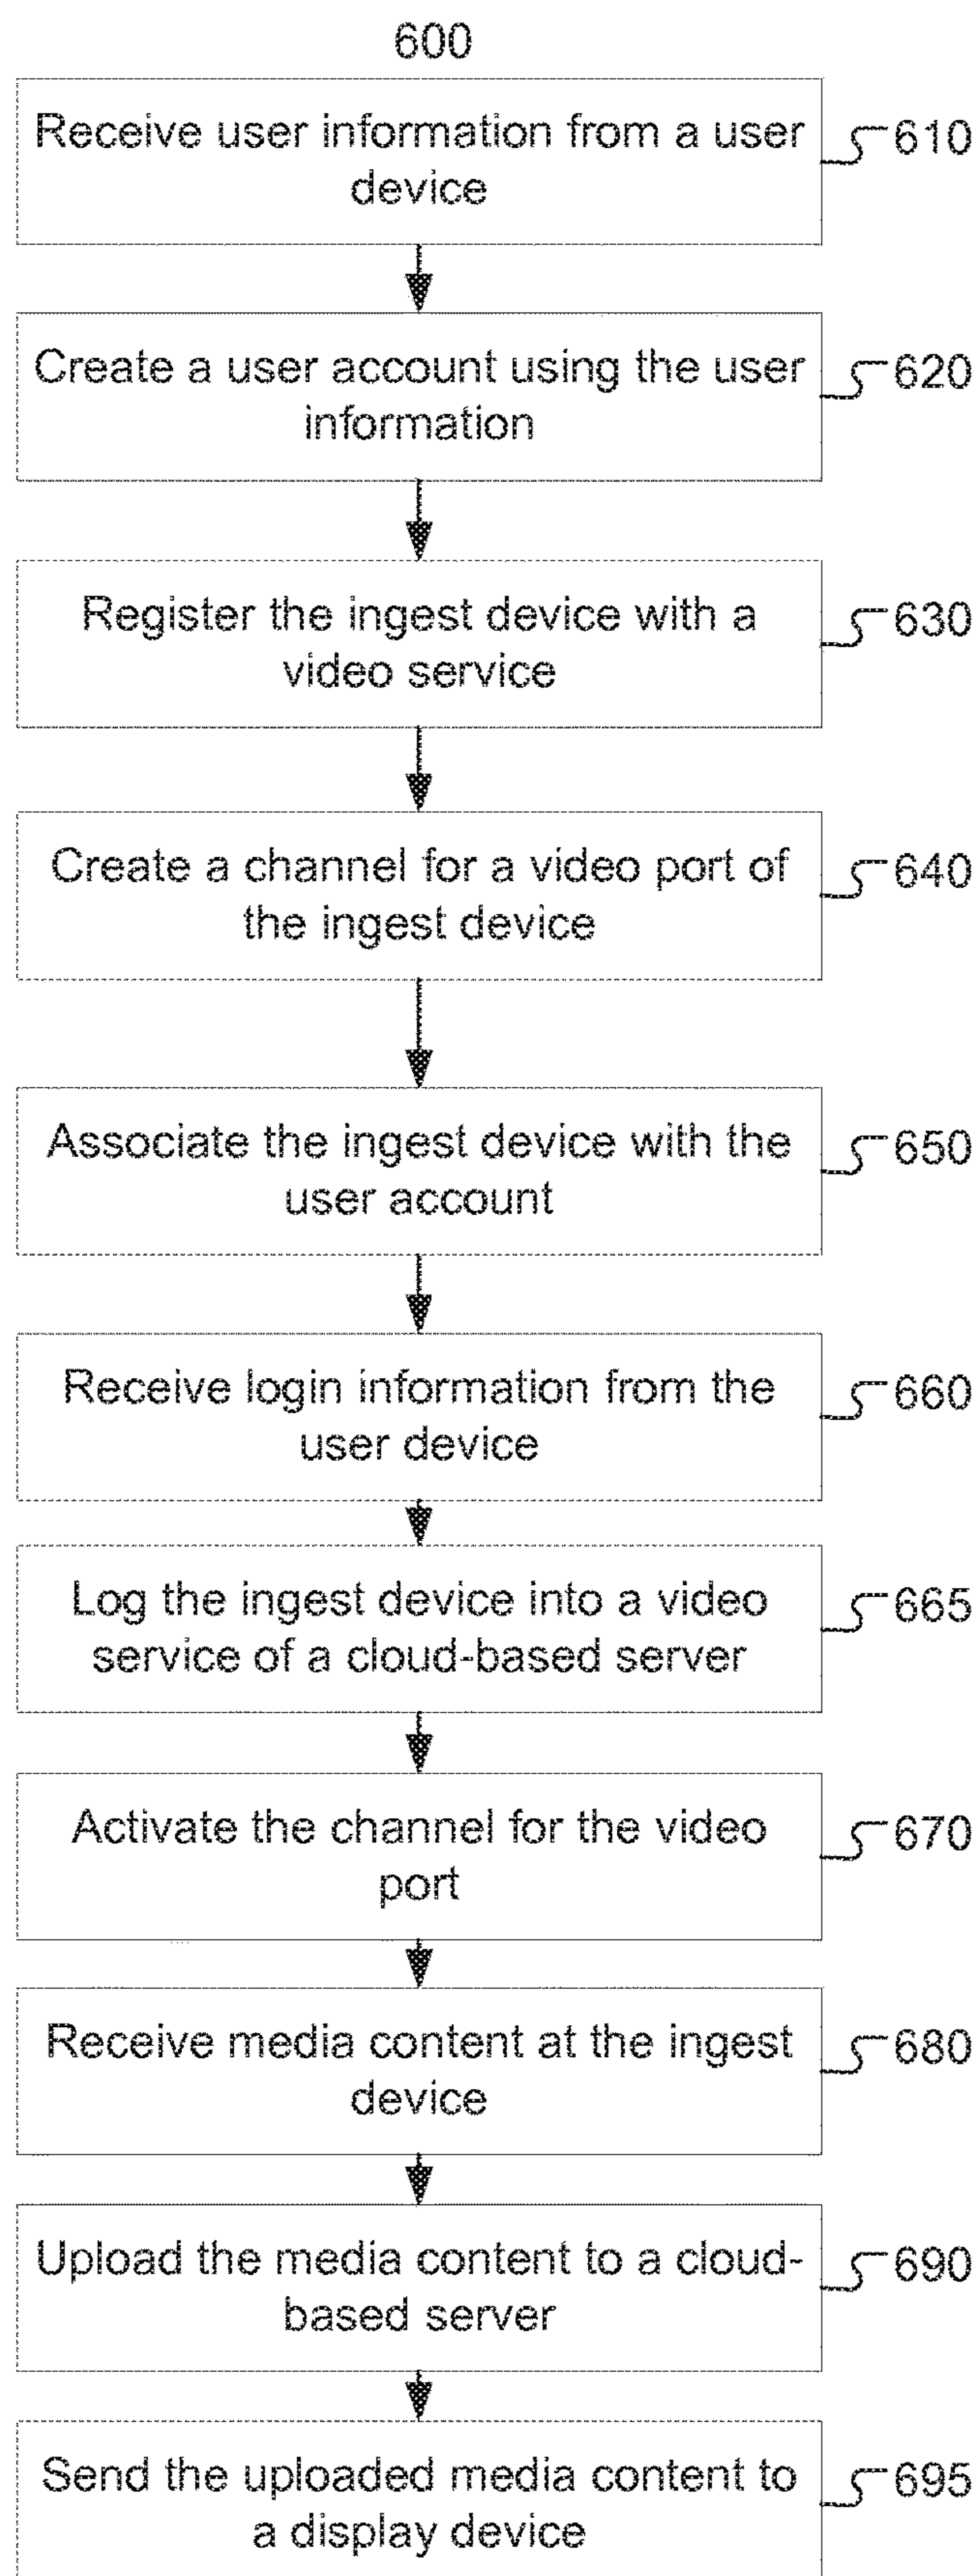 600
Receive user information from a user
device
610
Create a user account using the user
information
620
Register the ingest device with a
video service
630
Create a channel for a video port of
the ingest device
640
Associate the ingest device with the
user account
650
Receive login information from the
user device
660
Log the ingest device into a video
service of a cloud-based server
665
Activate the channel for the video
port
670
Receive media content at the ingest
device
680
Upload the media content to a cloud-
based server
690
Send the uploaded media content to
a display device
695